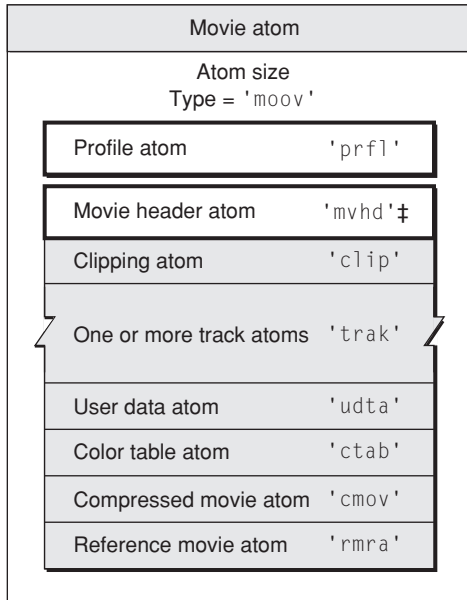 Movie atom
Atom size
Type = 'moov'
Profile atom 'prfl'
Movie header atom 'mvhd'‡
Clipping atom 'clip'
One or more track atoms 'trak'
User data atom 'udta'
Color table atom 'ctab'
Compressed movie atom 'cmov'
Reference movie atom 'rmra'